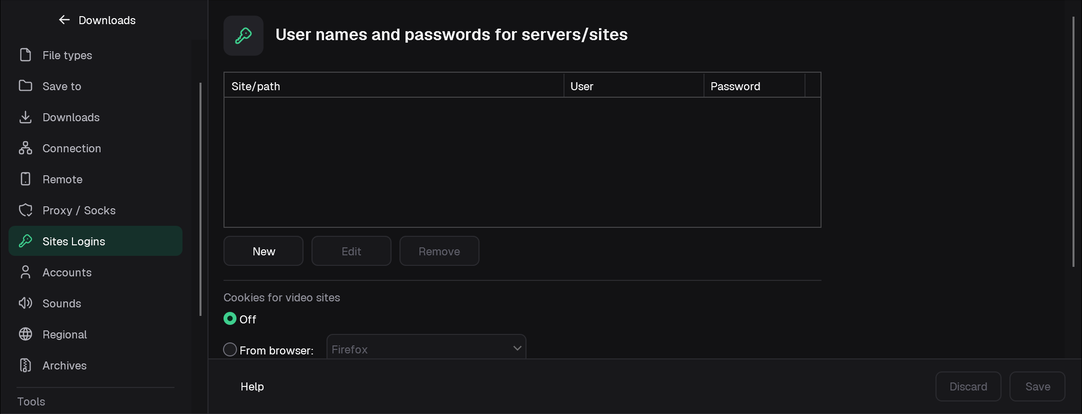 Downloads
File types
Save to
Downloads
Connection
Remote
Proxy / Socks
Sites Logins
Accounts
Sounds
Regional
Archives
Tools
User names and passwords for servers/sites
Site/path User Password
New Edit Remove
Cookies for video sites
Off
From browser: Firefox
Help Discard Save